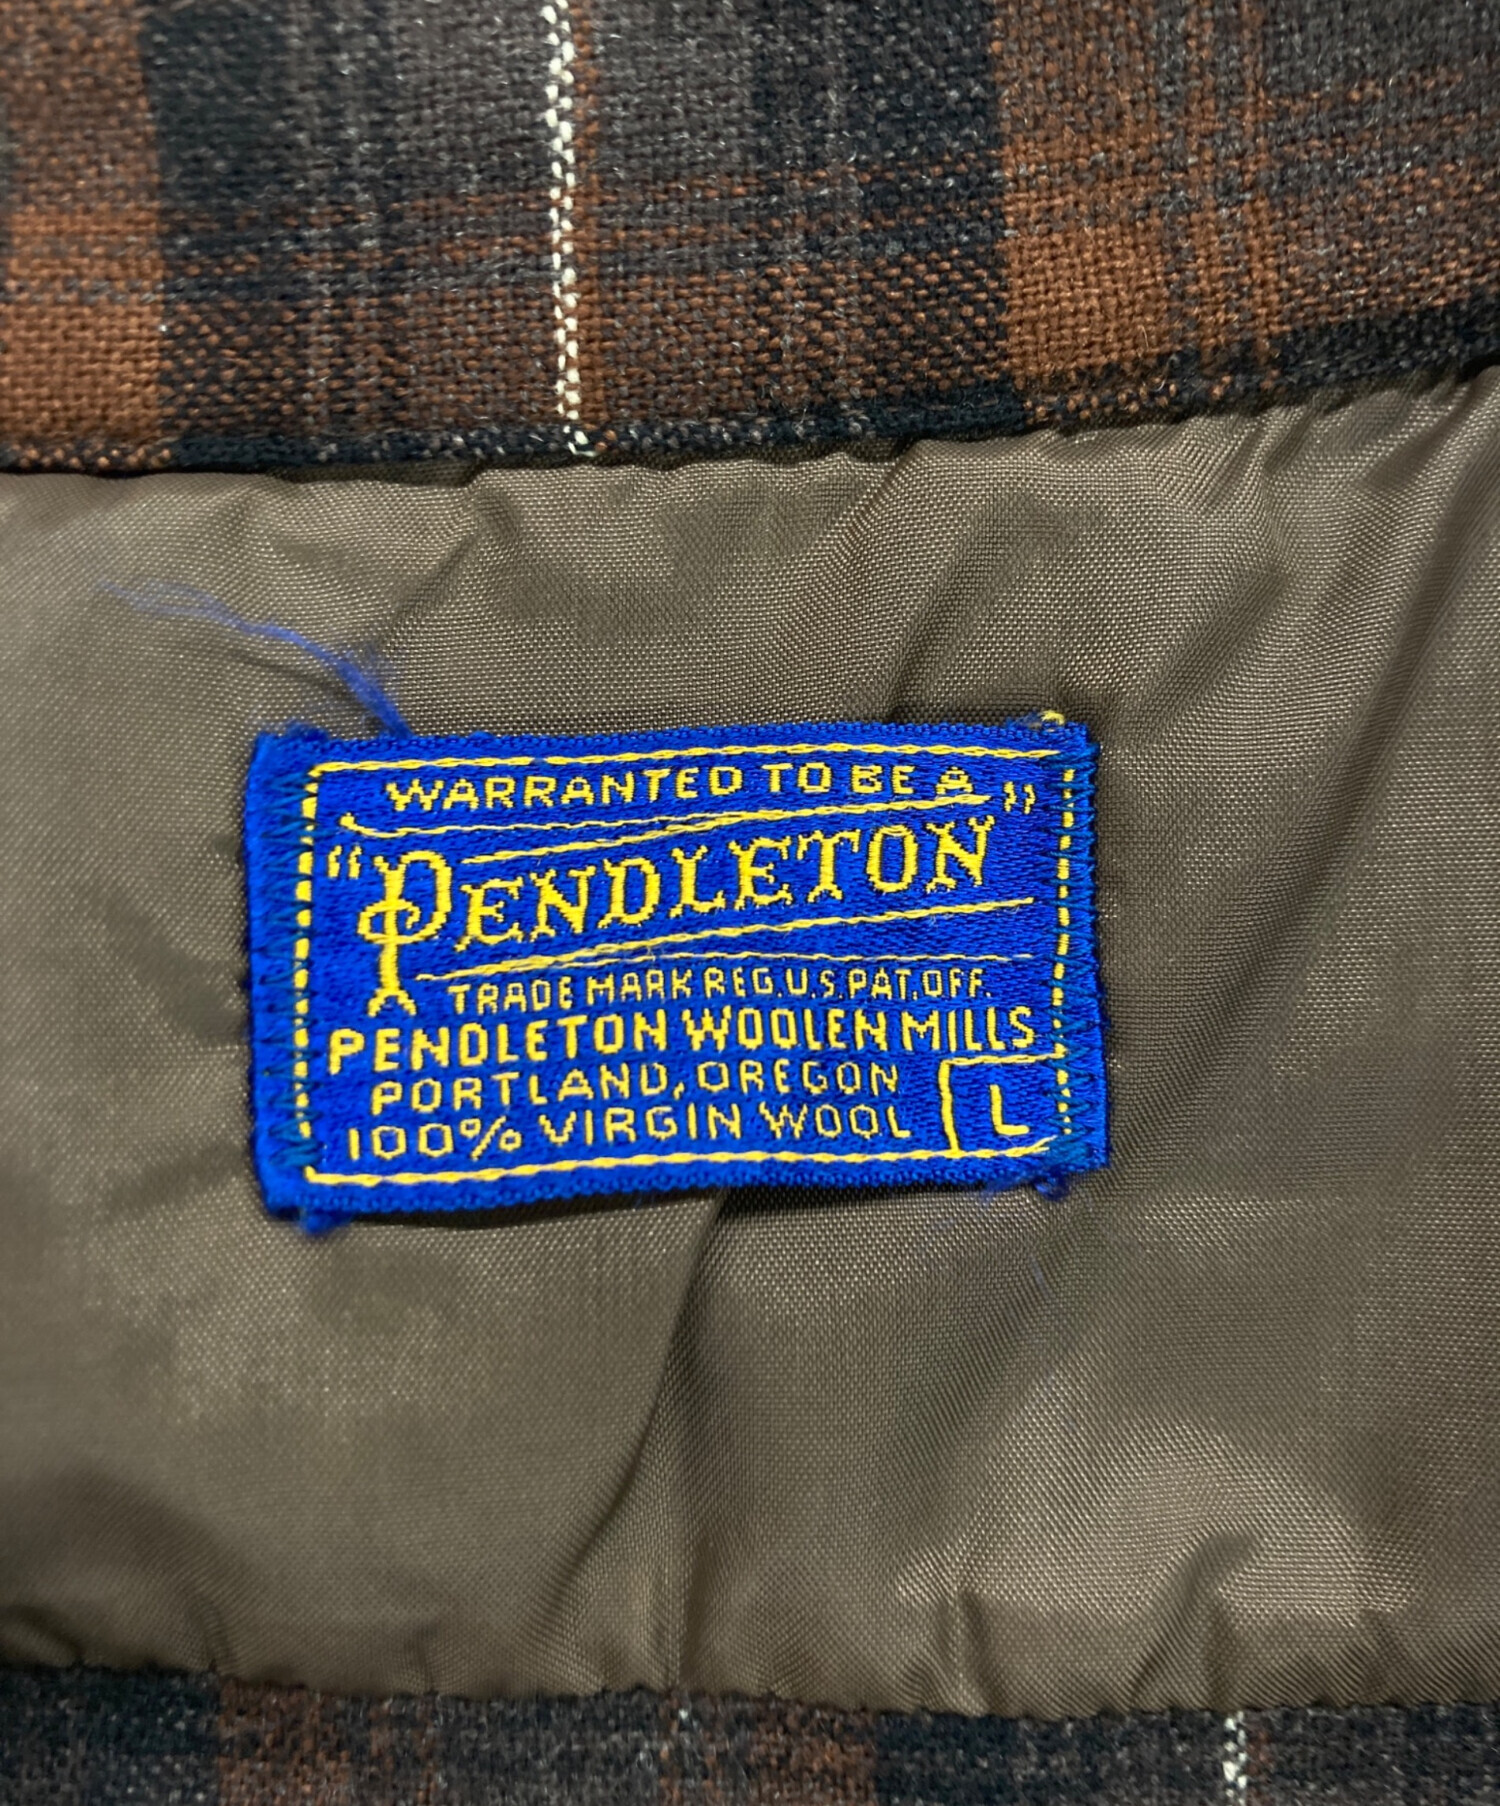 WARRANTED TO BE A
"PENDLETON"
TRADE MARK REG. U.S. PAT. OFF.
PENDLETON WOOLEN MILLS
PORTLAND, OREGON
100% VIRGIN WOOL
L